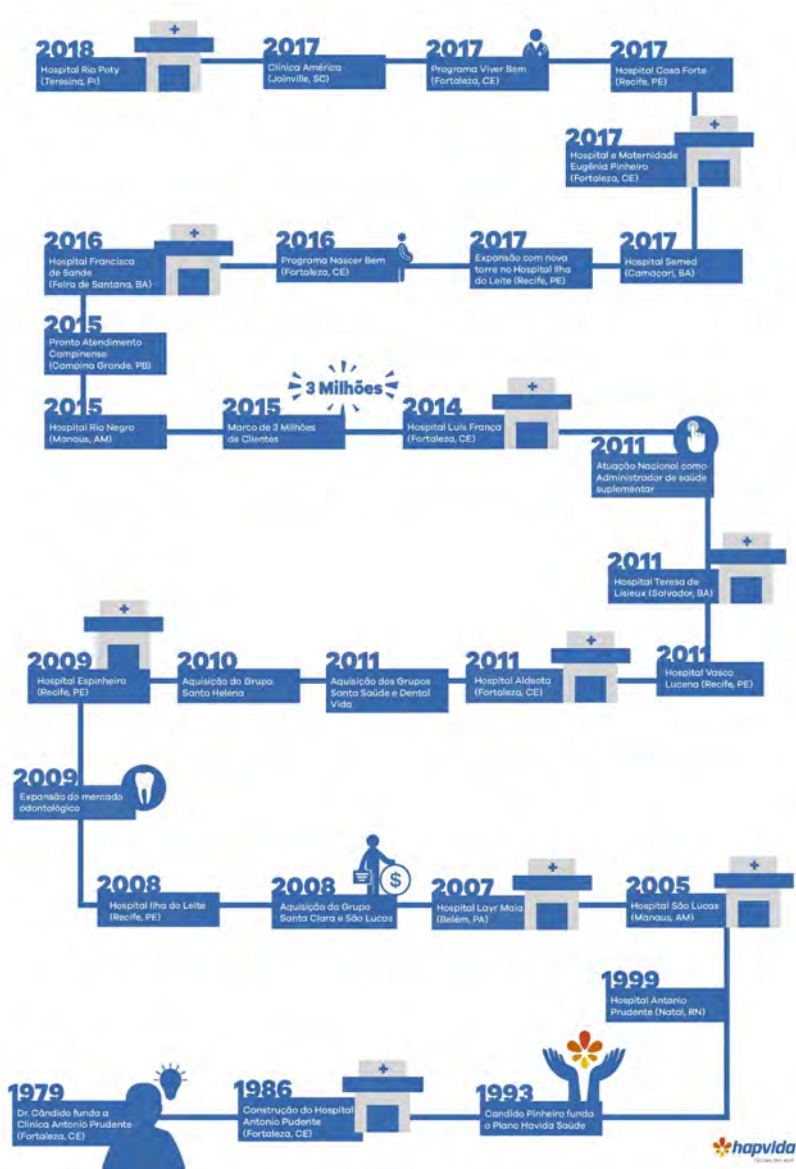 2018
Hospital Rio Poty
(Teresina, PI)
2017
Clínica América
(Joinville, SC)
2017
Programa Viver Bem
(Fortaleza, CE)
2017
Hospital Casa Forte
(Recife, PE)
2017
Hospital e Maternidade
Eugênia Pinheiro
(Fortaleza, CE)
2016
Hospital Francisca
de Sande
(Feira de Santana, BA)
2016
Programa Nascer Bem
(Fortaleza, CE)
2017
Expansão com nova
torre no Hospital Ilha
do Leite (Recife, PE)
2017
Hospital Semed
(Camaçari, BA)
2015
Pronto Atendimento
Campinense
(Campina Grande, PB)
2015
Hospital Rio Negro
(Manaus, AM)
2015
Marco de 3 Milhões
de Clientes
3 Milhões
2014
Hospital Luis França
(Fortaleza, CE)
2011
Atuação Nacional como
Administrador de saúde
suplementar
2011
Hospital Teresa de
Lisieux (Salvador, BA)
2009
Hospital Espinheiro
(Recife, PE)
2010
Aquisição do Grupo
Santa Helena
2011
Aquisição dos Grupos
Santa Saúde e Dental
Vida
2011
Hospital Aldeota
(Fortaleza, CE)
2011
Hospital Vasco
Lucena (Recife, PE)
2009
Expansão do mercado
odontológico
2008
Hospital Ilha do Leite
(Recife, PE)
2008
Aquisição do Grupo
Santa Clara e São Lucas
$
2007
Hospital Layr Maia
(Belém, PA)
2005
Hospital São Lucas
(Manaus, AM)
1999
Hospital Antonio
Prudente (Natal, RN)
1979
Dr. Cândido funda a
Clínica Antonio Prudente
(Fortaleza, CE)
1986
Construção do Hospital
Antonio Pudente
(Fortaleza, CE)
1993
Candido Pinheiro funda
o Plano Havida Saúde
hapvida